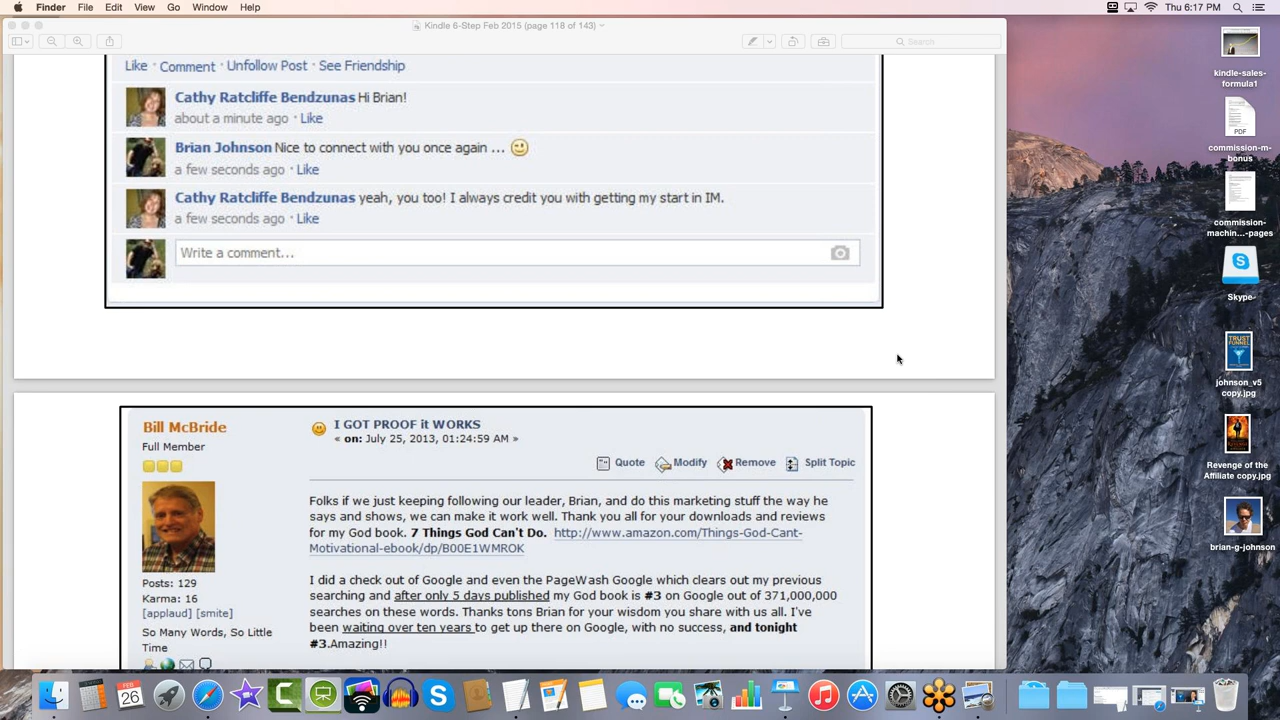 Finder File Edit View Go Window Help Thu 6:17 PM
Kindle 6-Step Feb 2015 (page 118 of 143)
Search
Like · Comment · Unfollow Post · See Friendship
Cathy Ratcliffe Bendzunas Hi Brian!
about a minute ago · Like
Brian Johnson Nice to connect with you once again ...
a few seconds ago · Like
Cathy Ratcliffe Bendzunas yeah, you too! I always credit you with getting my start in IM.
a few seconds ago · Like
Write a comment...
Bill McBride
Full Member
I GOT PROOF it WORKS
« on: July 25, 2013, 01:24:59 AM »
Quote Modify Remove Split Topic
Folks if we just keeping following our leader, Brian, and do this marketing stuff the way he
says and shows, we can make it work well. Thank you all for your downloads and reviews
for my God book. 7 Things God Can't Do. http://www.amazon.com/Things-God-Cant-
Motivational-ebook/dp/B00E1WMROK
I did a check out of Google and even the PageWash Google which clears out my previous
searching and after only 5 days published my God book is #3 on Google out of 371,000,000
searches on these words. Thanks tons Brian for your wisdom you share with us all. I've
been waiting over ten years to get up there on Google, with no success, and tonight
#3.Amazing!!
Posts: 129
Karma: 16
[applaud] [smite]
So Many Words, So Little
Time
kindle-sales-
formula1
PDF
commission-m-
bonus
commission-
machin...-pages
Skype-
TRUST
FUNNEL
johnson_v5
copy.jpg
Revenge of the
Affiliate copy.jpg
brian-g-johnson
FEB
26